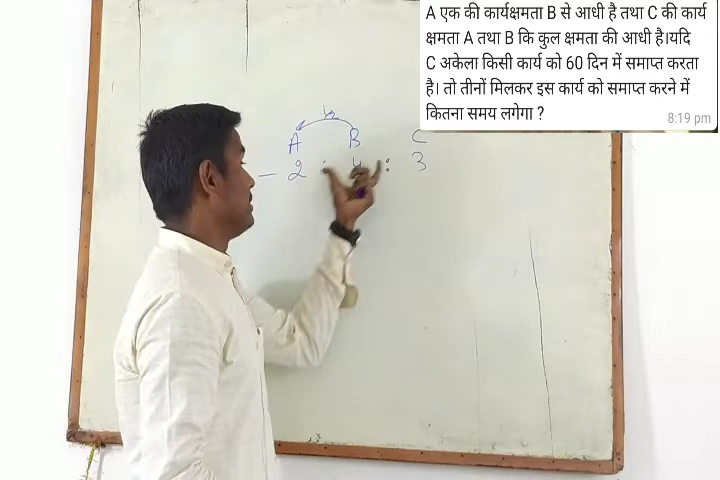 A एक की कार्यक्षमता B से आधी है तथा C की कार्य
क्षमता A तथा B कि कुल क्षमता की आधी है।यदि
C अकेला किसी कार्य को 60 दिन में समाप्त करता
है। तो तीनों मिलकर इस कार्य को समाप्त करने में
कितना समय लगेगा ?
8:19 pm
½
A B C
— 2 : 4 : 3